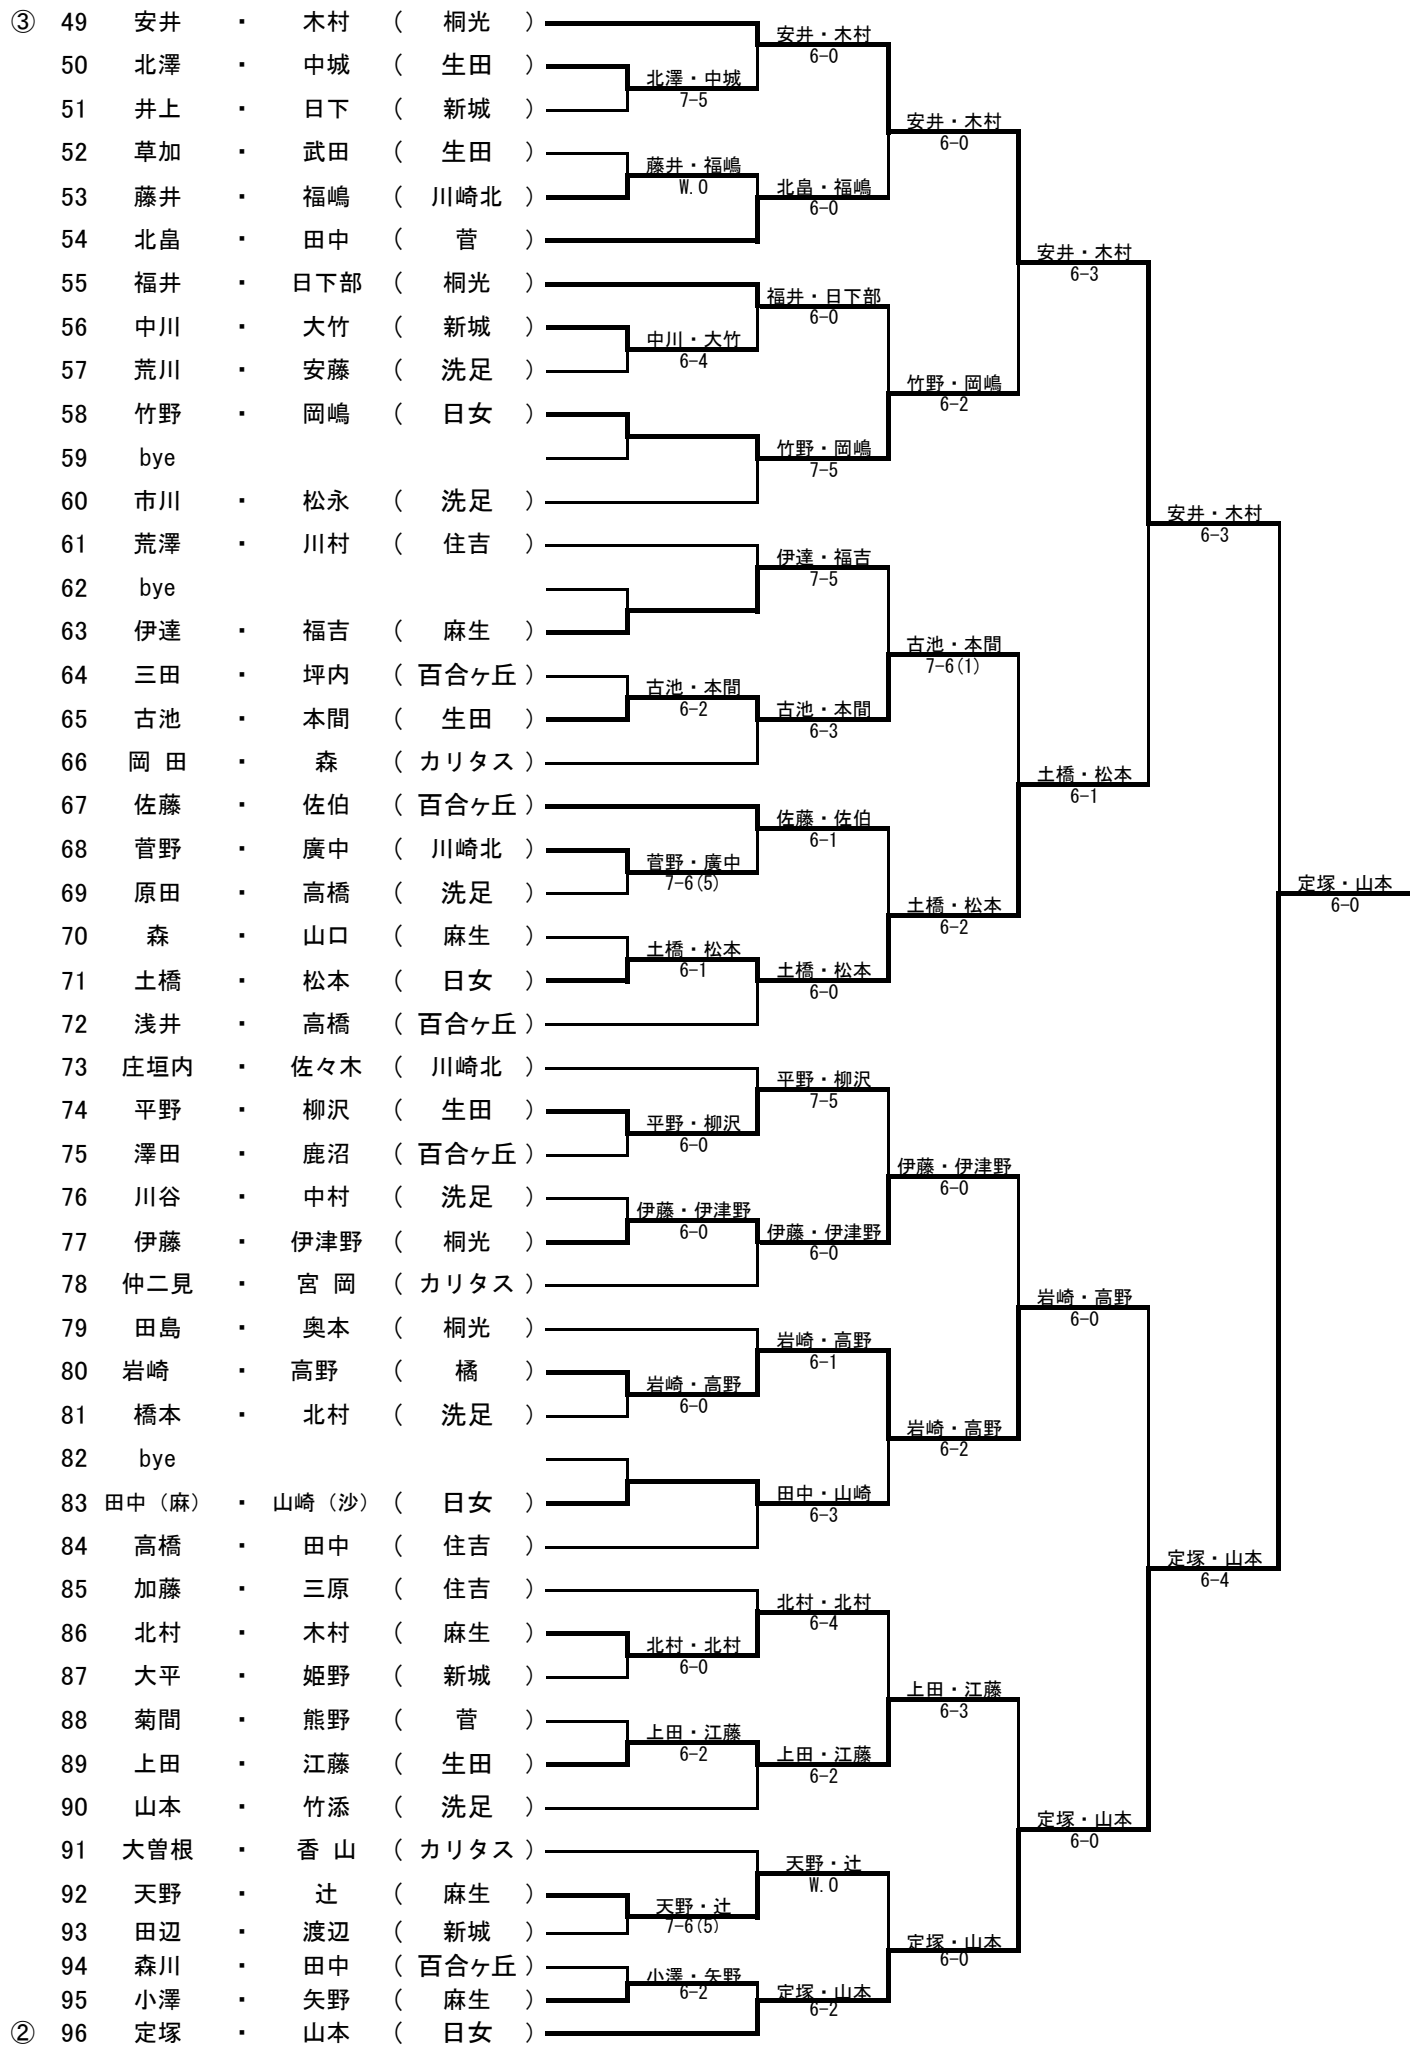 ③ 49 安井 ・ 木村 ( 桐光 )
安井・木村
6-0
50 北澤 ・ 中城 ( 生田 )
北澤・中城
7-5
51 井上 ・ 日下 ( 新城 )
安井・木村
6-0
52 草加 ・ 武田 ( 生田 )
藤井・福嶋
W.O
53 藤井 ・ 福嶋 ( 川崎北 )
北畠・福嶋
6-0
54 北畠 ・ 田中 ( 菅 )
安井・木村
6-3
55 福井 ・ 日下部 ( 桐光 )
福井・日下部
6-0
56 中川 ・ 大竹 ( 新城 )
中川・大竹
6-4
57 荒川 ・ 安藤 ( 洗足 )
竹野・岡嶋
6-2
58 竹野 ・ 岡嶋 ( 日女 )
竹野・岡嶋
7-5
59 bye
60 市川 ・ 松永 ( 洗足 )
安井・木村
6-3
61 荒澤 ・ 川村 ( 住吉 )
伊達・福吉
7-5
62 bye
63 伊達 ・ 福吉 ( 麻生 )
古池・本間
7-6(1)
64 三田 ・ 坪内 ( 百合ヶ丘 )
古池・本間
6-2
65 古池 ・ 本間 ( 生田 )
古池・本間
6-3
66 岡 田 ・ 森 ( カリタス )
土橋・松本
6-1
67 佐藤 ・ 佐伯 ( 百合ヶ丘 )
佐藤・佐伯
6-1
68 菅野 ・ 廣中 ( 川崎北 )
菅野・廣中
7-6(5)
69 原田 ・ 高橋 ( 洗足 )
定塚・山本
6-0
土橋・松本
6-2
70 森 ・ 山口 ( 麻生 )
土橋・松本
6-1
71 土橋 ・ 松本 ( 日女 )
土橋・松本
6-0
72 浅井 ・ 高橋 ( 百合ヶ丘 )
73 庄垣内 ・ 佐々木 ( 川崎北 )
平野・柳沢
7-5
74 平野 ・ 柳沢 ( 生田 )
平野・柳沢
6-0
75 澤田 ・ 鹿沼 ( 百合ヶ丘 )
伊藤・伊津野
6-0
76 川谷 ・ 中村 ( 洗足 )
伊藤・伊津野
6-0
77 伊藤 ・ 伊津野 ( 桐光 )
伊藤・伊津野
6-0
78 仲二見 ・ 宮 岡 ( カリタス )
岩崎・高野
6-0
79 田島 ・ 奥本 ( 桐光 )
岩崎・高野
6-1
80 岩崎 ・ 高野 ( 橘 )
岩崎・高野
6-0
81 橋本 ・ 北村 ( 洗足 )
岩崎・高野
6-2
82 bye
83 田中（麻） ・ 山崎（沙） ( 日女 )
田中・山崎
6-3
84 高橋 ・ 田中 ( 住吉 )
定塚・山本
6-4
85 加藤 ・ 三原 ( 住吉 )
北村・北村
6-4
86 北村 ・ 木村 ( 麻生 )
北村・北村
6-0
87 大平 ・ 姫野 ( 新城 )
上田・江藤
6-3
88 菊間 ・ 熊野 ( 菅 )
上田・江藤
6-2
89 上田 ・ 江藤 ( 生田 )
上田・江藤
6-2
90 山本 ・ 竹添 ( 洗足 )
定塚・山本
6-0
91 大曽根 ・ 香 山 ( カリタス )
天野・辻
W.O
92 天野 ・ 辻 ( 麻生 )
天野・辻
7-6(5)
93 田辺 ・ 渡辺 ( 新城 )
定塚・山本
6-0
94 森川 ・ 田中 ( 百合ヶ丘 )
小澤・矢野
6-2
95 小澤 ・ 矢野 ( 麻生 )
定塚・山本
6-2
② 96 定塚 ・ 山本 ( 日女 )